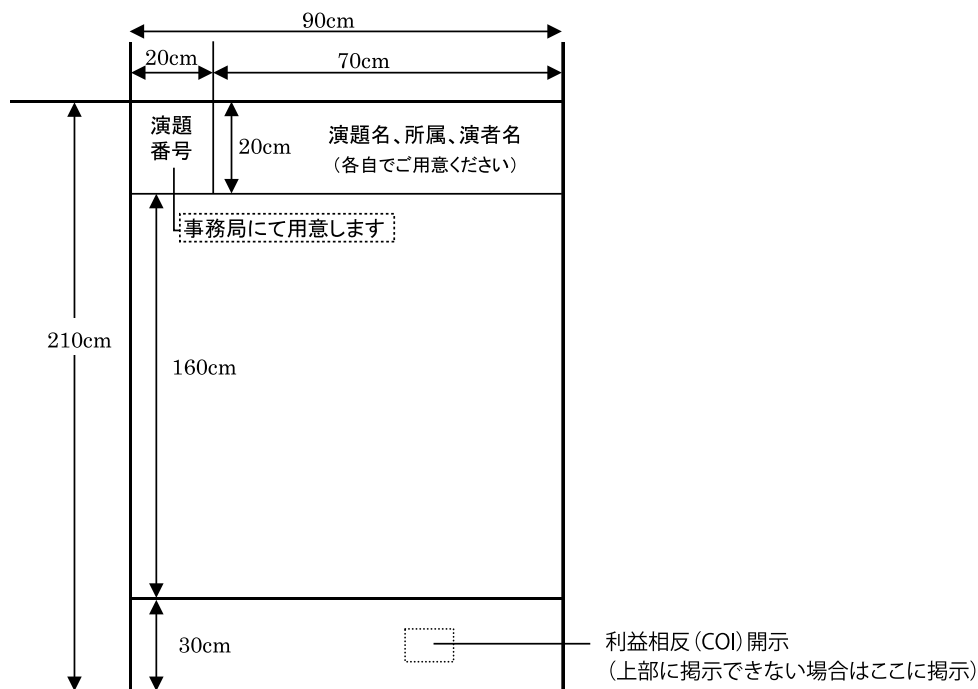 90cm
20cm
70cm
演題
番号
20cm
演題名、所属、演者名
（各自でご用意ください）
事務局にて用意します
210cm
160cm
30cm
利益相反（COI）開示
（上部に掲示できない場合はここに掲示）